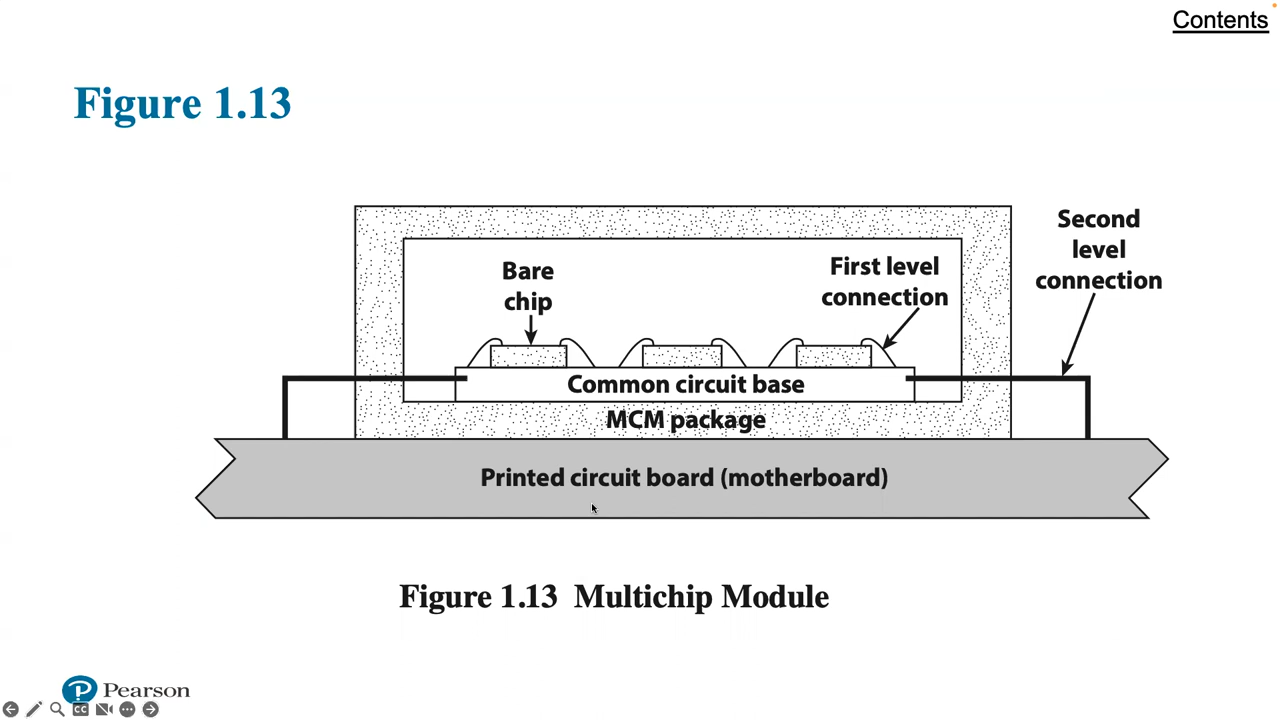 Contents
Figure 1.13
Second
level
connection
Bare
chip
First level
connection
Common circuit base
MCM package
Printed circuit board (motherboard)
Figure 1.13 Multichip Module
P Pearson
CC